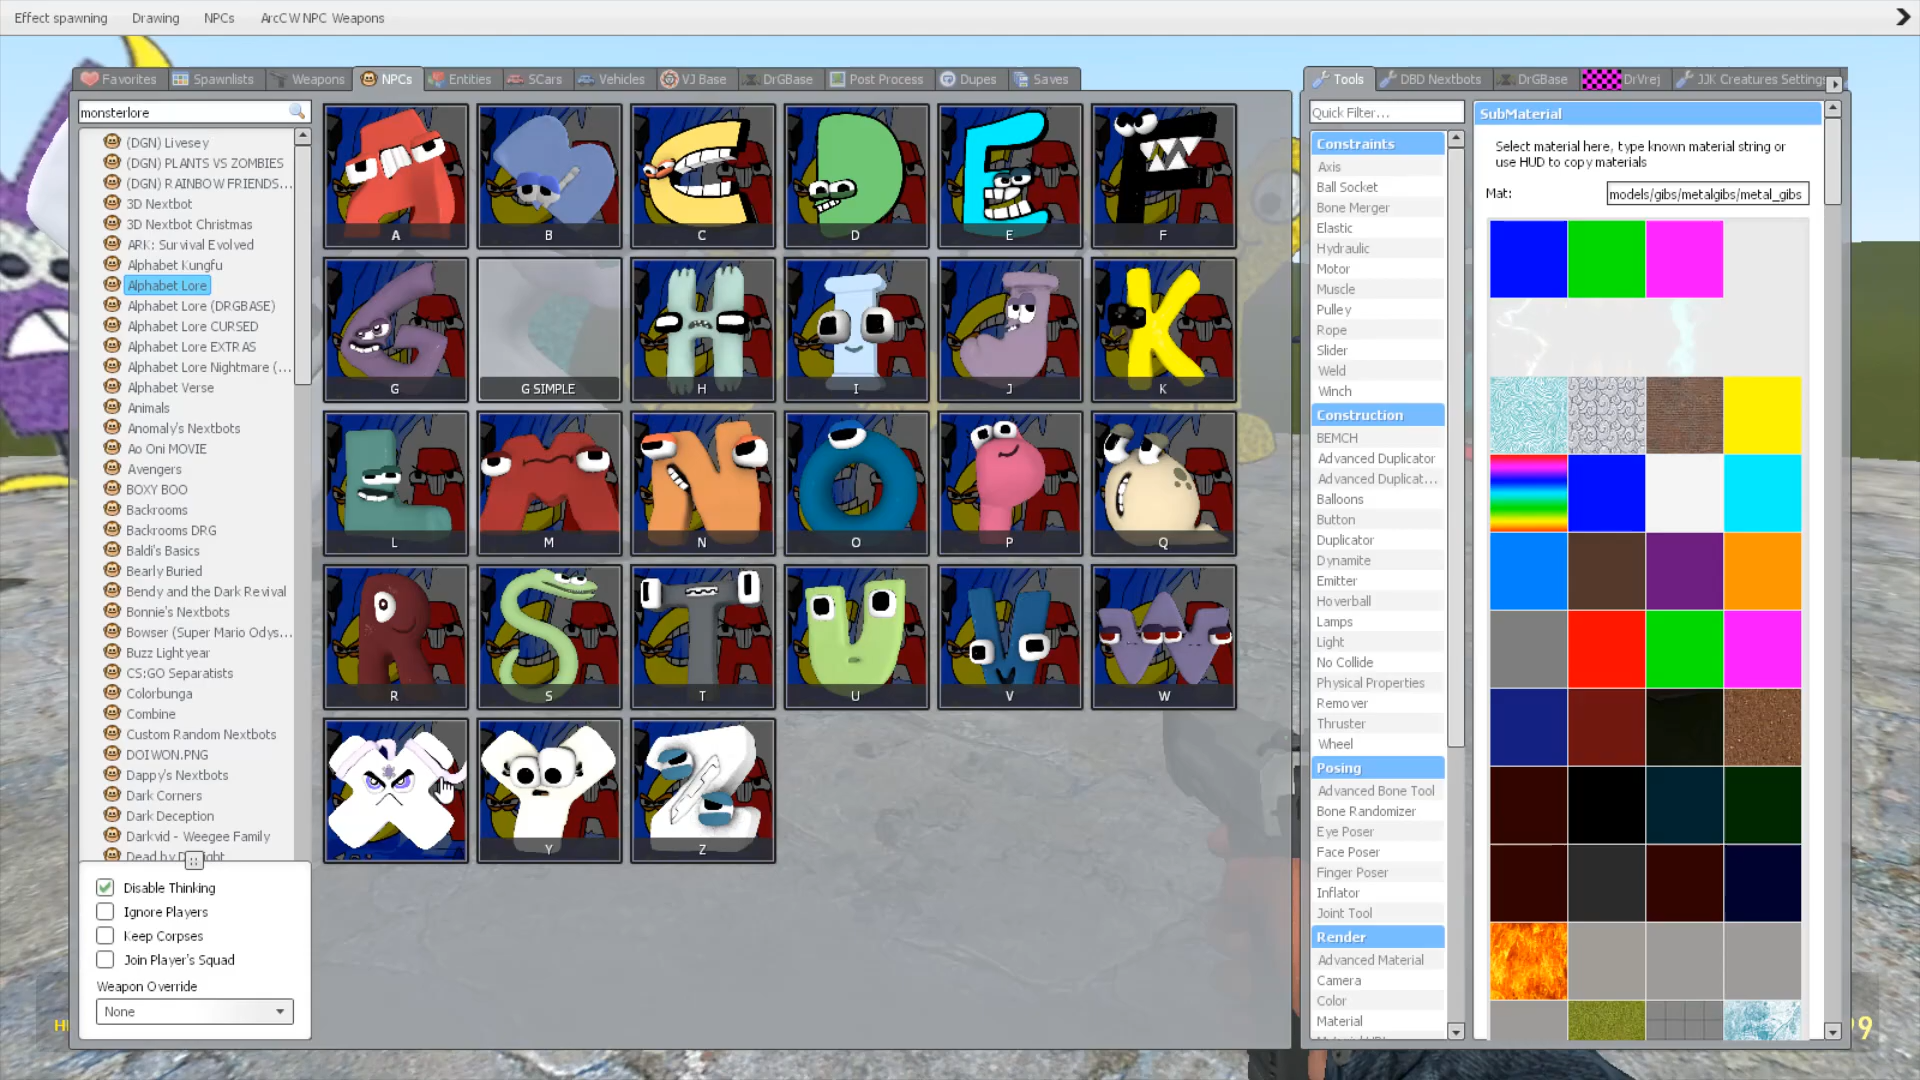 Effect spawning Drawing NPCs ArcCW NPC Weapons
Favorites Spawnlists Weapons NPCs Entities SCars Vehicles VJ Base DrGBase Post Process Dupes Saves
monsterlore
(DGN) Livesey
(DGN) PLANTS VS ZOMBIES
(DGN) RAINBOW FRIENDS...
3D Nextbot
3D Nextbot Christmas
ARK: Survival Evolved
Alphabet Kungfu
Alphabet Lore
Alphabet Lore (DRGBASE)
Alphabet Lore CURSED
Alphabet Lore EXTRAS
Alphabet Lore Nightmare (...
Alphabet Verse
Animals
Anomaly's Nextbots
Ao Oni MOVIE
Avengers
BOXY BOO
Backrooms
Backrooms DRG
Baldi's Basics
Bearly Buried
Bendy and the Dark Revival
Bonnie's Nextbots
Bowser (Super Mario Odys...
Buzz Lightyear
CS:GO Separatists
Colorbunga
Combine
Custom Random Nextbots
DOIWON.PNG
Dappy's Nextbots
Dark Corners
Dark Deception
Darkvid - Weegee Family
Disable Thinking
Ignore Players
Keep Corpses
Join Player's Squad
Weapon Override
None
A B C D E F
G G SIMPLE H I J K
L M N O P Q
R S T U V W
Y Z
Tools DBD Nextbots DrGBase DrVrej JJK Creatures Settings
Quick Filter...
Constraints
Axis
Ball Socket
Bone Merger
Elastic
Hydraulic
Motor
Muscle
Pulley
Rope
Slider
Weld
Winch
Construction
BEMCH
Advanced Duplicator
Advanced Duplicat...
Balloons
Button
Duplicator
Dynamite
Emitter
Hoverball
Lamps
Light
No Collide
Physical Properties
Remover
Thruster
Wheel
Posing
Advanced Bone Tool
Bone Randomizer
Eye Poser
Face Poser
Finger Poser
Inflator
Joint Tool
Render
Advanced Material
Camera
Color
Material
SubMaterial
Select material here, type known material string or
use HUD to copy materials
Mat: models/gibs/metalgibs/metal_gibs